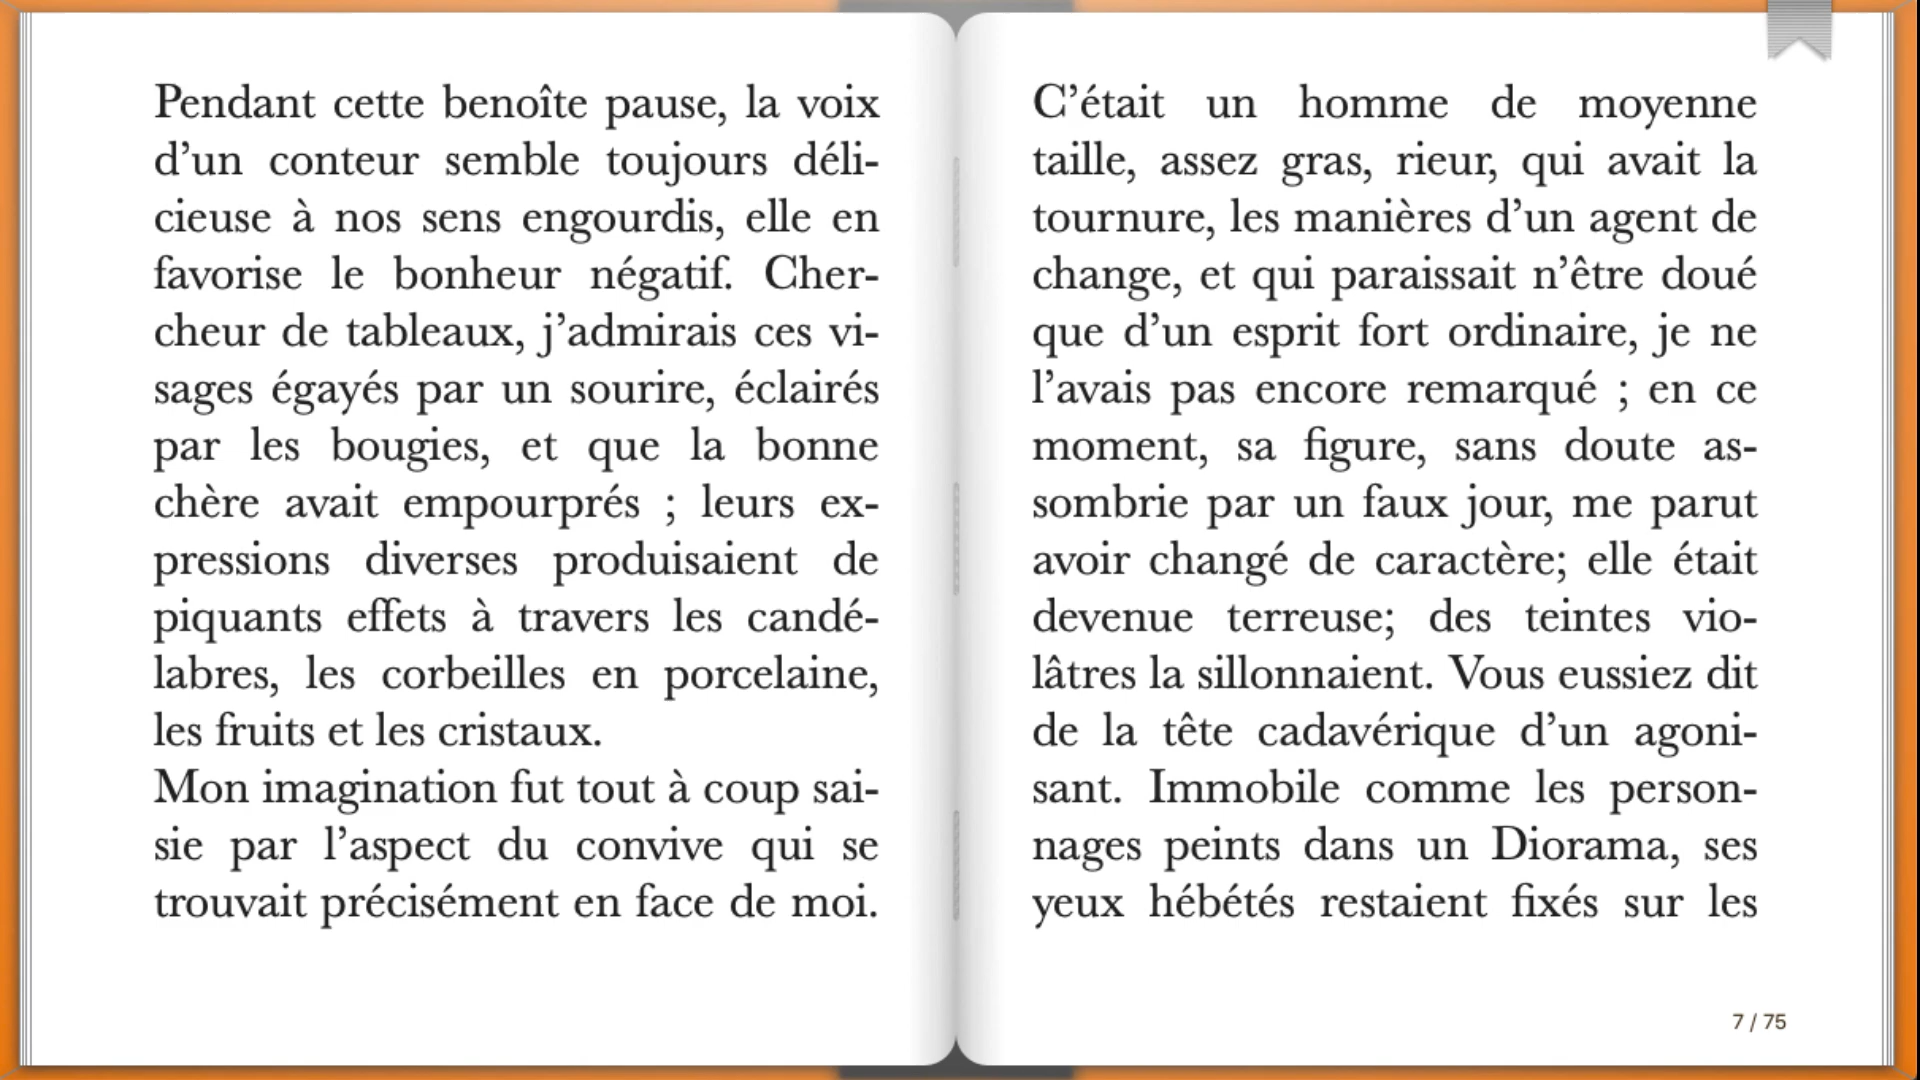 Pendant cette benoîte pause, la voix
d’un conteur semble toujours déli-
cieuse à nos sens engourdis, elle en
favorise le bonheur négatif. Cher-
cheur de tableaux, j’admirais ces vi-
sages égayés par un sourire, éclairés
par les bougies, et que la bonne
chère avait empourprés ; leurs ex-
pressions diverses produisaient de
piquants effets à travers les candé-
labres, les corbeilles en porcelaine,
les fruits et les cristaux.
Mon imagination fut tout à coup sai-
sie par l’aspect du convive qui se
trouvait précisément en face de moi.
C’était un homme de moyenne
taille, assez gras, rieur, qui avait la
tournure, les manières d’un agent de
change, et qui paraissait n’être doué
que d’un esprit fort ordinaire, je ne
l’avais pas encore remarqué ; en ce
moment, sa figure, sans doute as-
sombrie par un faux jour, me parut
avoir changé de caractère; elle était
devenue terreuse; des teintes vio-
lâtres la sillonnaient. Vous eussiez dit
de la tête cadavérique d’un agoni-
sant. Immobile comme les person-
nages peints dans un Diorama, ses
yeux hébétés restaient fixés sur les
7 / 75